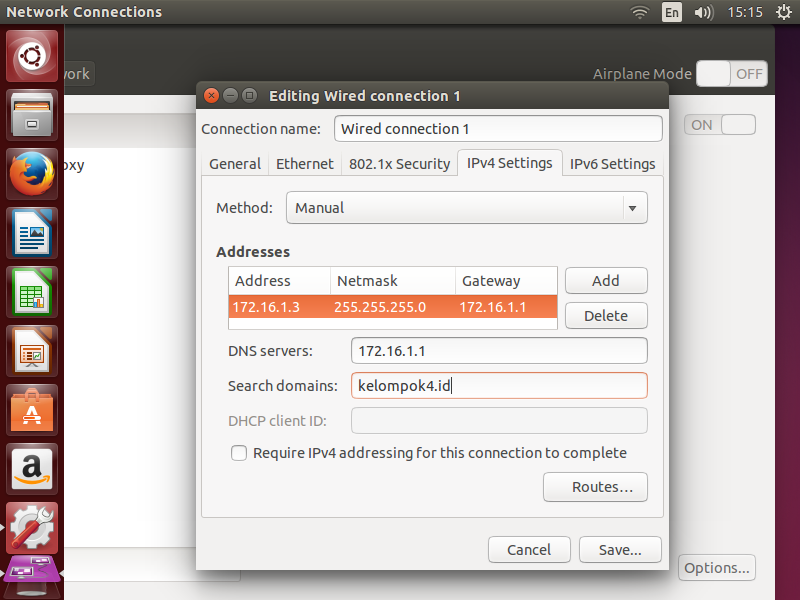 Network Connections En 15:15
work Airplane Mode OFF
Editing Wired connection 1
Connection name: Wired connection 1
ON
General Ethernet 802.1x Security IPv4 Settings IPv6 Settings
oxy
Method: Manual
Addresses
Address Netmask Gateway Add
172.16.1.3 255.255.255.0 172.16.1.1
Delete
DNS servers: 172.16.1.1
Search domains: kelompok4.id
DHCP client ID:
Require IPv4 addressing for this connection to complete
Routes...
Cancel Save...
Options...